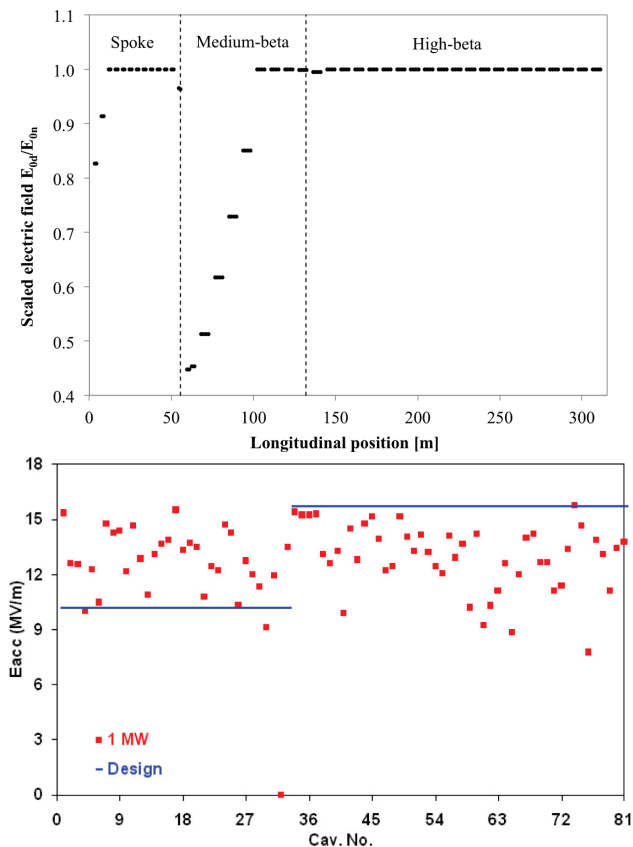 Spoke Medium-beta High-beta
Scaled electric field E0d/E0n
1.1
1.0
0.9
0.8
0.7
0.6
0.5
0.4
0 50 100 150 200 250 300
Longitudinal position [m]
Eacc (MV/m)
18
15
12
9
6
3
0
1 MW
Design
0 9 18 27 36 45 54 63 72 81
Cav. No.